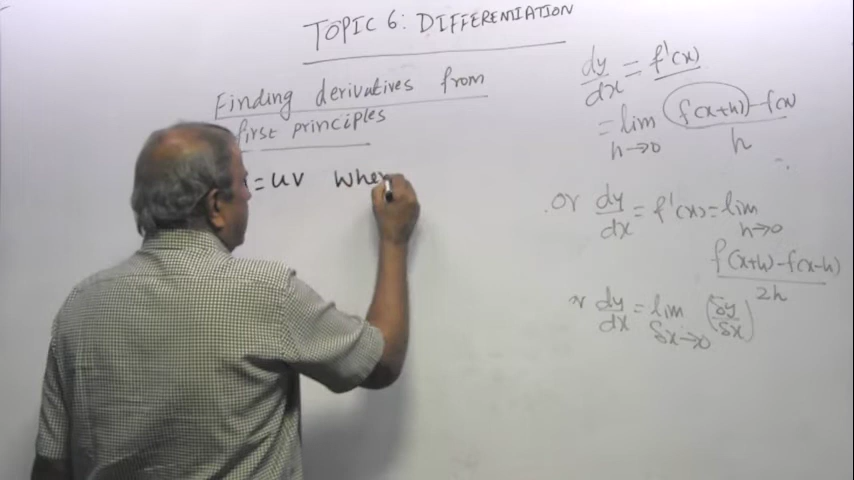 TOPIC 6: DIFFERENTIATION
Finding derivatives from
first principles
= uv when
dy/dx = f'(x)
= lim h→0 f(x+h)-f(x) / h
or dy/dx = f'(x) = lim h→0
f(x+h)-f(x-h) / 2h
or dy/dx = lim δx→0 (δy/δx)